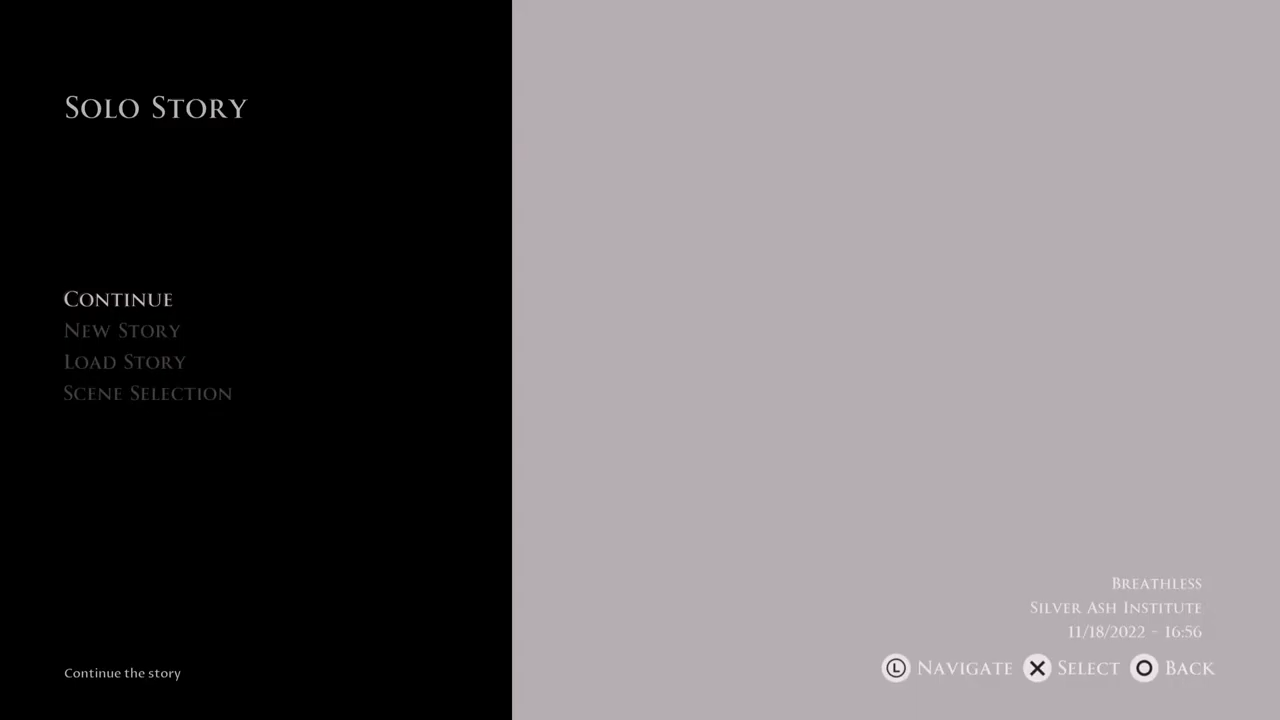 Solo Story
Continue
New Story
Load Story
Scene Selection
Continue the story
Breathless
Silver Ash Institute
11/18/2022 - 16:56
L Navigate X Select O Back